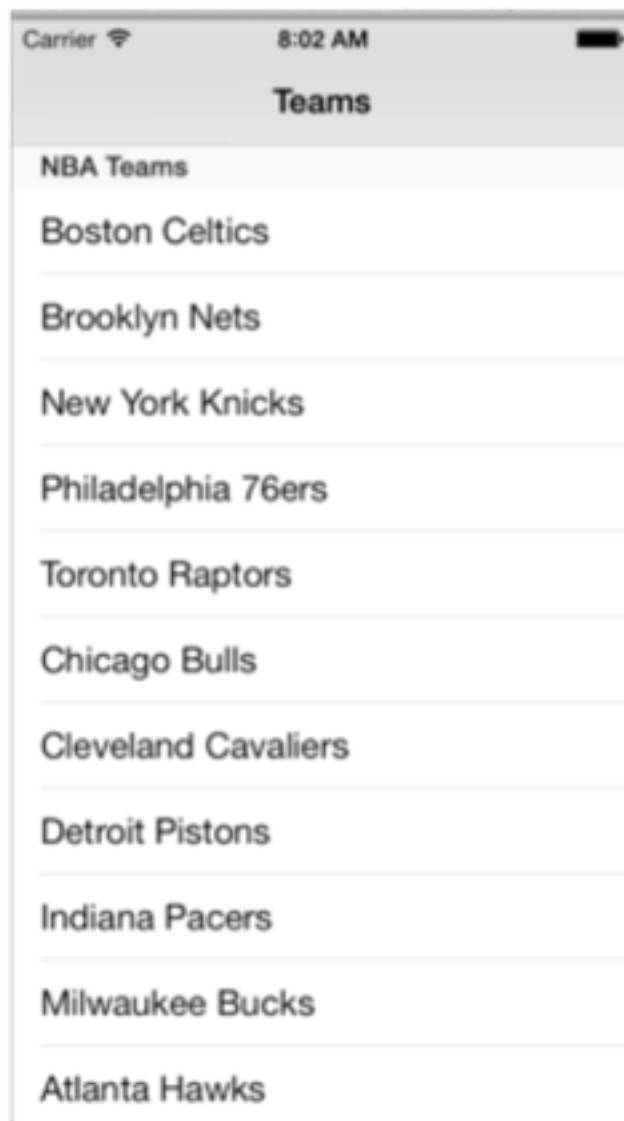 Carrier 8:02 AM
Teams
NBA Teams
Boston Celtics
Brooklyn Nets
New York Knicks
Philadelphia 76ers
Toronto Raptors
Chicago Bulls
Cleveland Cavaliers
Detroit Pistons
Indiana Pacers
Milwaukee Bucks
Atlanta Hawks